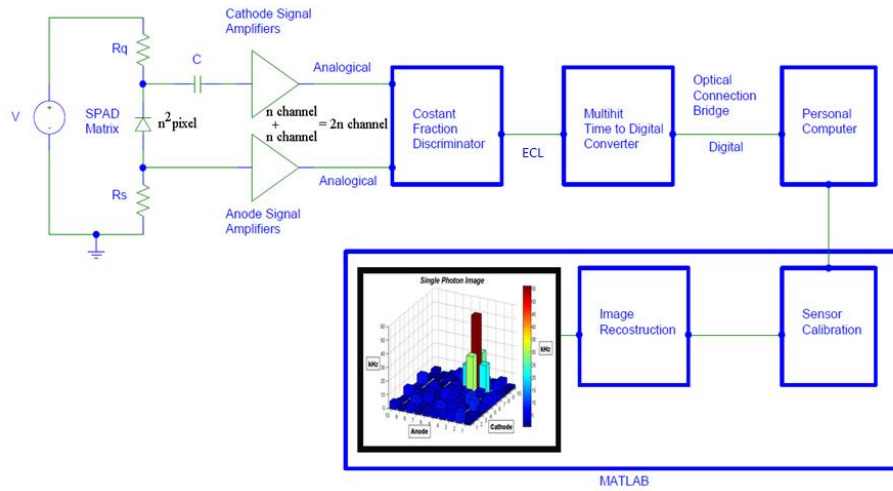 Cathode Signal
Amplifiers
Rq
C
Analogical
V
SPAD
Matrix
n2pixel
n channel
+
n channel
= 2n channel
Costant
Fraction
Discriminator
ECL
Multihit
Time to Digital
Converter
Optical
Connection
Bridge
Digital
Personal
Computer
Rs
Analogical
Anode Signal
Amplifiers
Single Photon Image
kHz
kHz
Anode
Cathode
Image
Recostruction
Sensor
Calibration
MATLAB